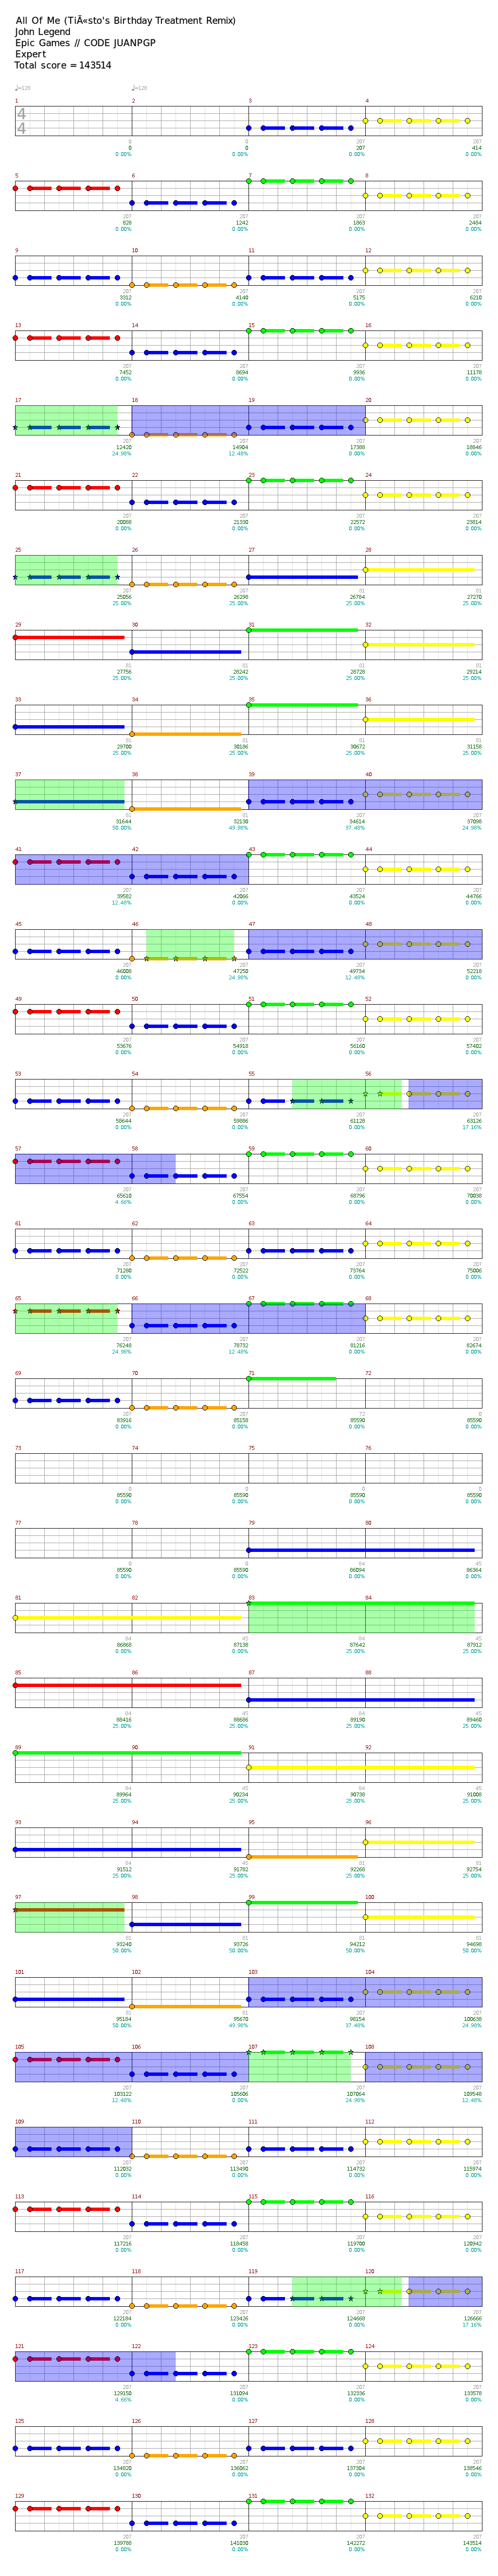 All Of Me (TiÃ«sto's Birthday Treatment Remix)
John Legend
Epic Games // CODE JUANPGP
Expert
Total score = 143514
1 2 3 4
4
4
0 0 207 207
0 0 207 414
0.00% 0.00% 0.00% 0.00%
5 6 7 8
207 207 207 207
828 1242 1863 2484
0.00% 0.00% 0.00% 0.00%
9 10 11 12
207 207 207 207
3312 4140 5175 6210
0.00% 0.00% 0.00% 0.00%
13 14 15 16
207 207 207 207
7452 8694 9936 11178
0.00% 0.00% 0.00% 0.00%
17 18 19 20
207 207 207 207
12420 14904 17388 18846
24.98% 12.48% 0.00% 0.00%
21 22 23 24
207 207 207 207
20088 21330 22572 23814
0.00% 0.00% 0.00% 0.00%
25 26 27 28
207 207 81 81
25056 26298 26784 27270
25.00% 25.00% 25.00% 25.00%
29 30 31 32
81 81 81 81
27756 28242 28728 29214
25.00% 25.00% 25.00% 25.00%
33 34 35 36
81 81 81 81
29700 30186 30672 31158
25.00% 25.00% 25.00% 25.00%
37 38 39 40
81 81 207 207
31644 32130 34614 37098
50.00% 49.98% 37.48% 24.98%
41 42 43 44
207 207 207 207
39582 42066 43524 44766
12.48% 0.00% 0.00% 0.00%
45 46 47 48
207 207 207 207
46008 47250 49734 52218
0.00% 24.98% 12.48% 0.00%
49 50 51 52
207 207 207 207
53676 54918 56160 57402
0.00% 0.00% 0.00% 0.00%
53 54 55 56
207 207 207 207
58644 59886 61128 63126
0.00% 0.00% 0.00% 17.16%
57 58 59 60
207 207 207 207
65610 67554 68796 70038
4.66% 0.00% 0.00% 0.00%
61 62 63 64
207 207 207 207
71280 72522 73764 75006
0.00% 0.00% 0.00% 0.00%
65 66 67 68
207 207 207 207
76248 78732 81216 82674
24.98% 12.48% 0.00% 0.00%
69 70 71 72
207 207 72 0
83916 85158 85590 85590
0.00% 0.00% 0.00% 0.00%
73 74 75 76
0 0 0 0
85590 85590 85590 85590
0.00% 0.00% 0.00% 0.00%
77 78 79 80
0 0 84 45
85590 85590 86094 86364
0.00% 0.00% 0.00% 0.00%
81 82 83 84
84 45 84 45
86868 87138 87642 87912
0.00% 0.00% 25.00% 25.00%
85 86 87 88
84 45 84 45
88416 88686 89190 89460
25.00% 25.00% 25.00% 25.00%
89 90 91 92
84 45 84 45
89964 90234 90738 91008
25.00% 25.00% 25.00% 25.00%
93 94 95 96
84 45 81 81
91512 91782 92268 92754
25.00% 25.00% 25.00% 25.00%
97 98 99 100
81 81 81 81
93240 93726 94212 94698
50.00% 50.00% 50.00% 50.00%
101 102 103 104
81 81 207 207
95184 95670 98154 100638
50.00% 49.98% 37.48% 24.98%
105 106 107 108
207 207 207 207
103122 105606 107064 109548
12.48% 0.00% 24.98% 12.48%
109 110 111 112
207 207 207 207
112032 113490 114732 115974
0.00% 0.00% 0.00% 0.00%
113 114 115 116
207 207 207 207
117216 118458 119700 120942
0.00% 0.00% 0.00% 0.00%
117 118 119 120
207 207 207 207
122184 123426 124668 126666
0.00% 0.00% 0.00% 17.16%
121 122 123 124
207 207 207 207
129150 131094 132336 133578
4.66% 0.00% 0.00% 0.00%
125 126 127 128
207 207 207 207
134820 136062 137304 138546
0.00% 0.00% 0.00% 0.00%
129 130 131 132
207 207 207 207
139788 141030 142272 143514
0.00% 0.00% 0.00% 0.00%